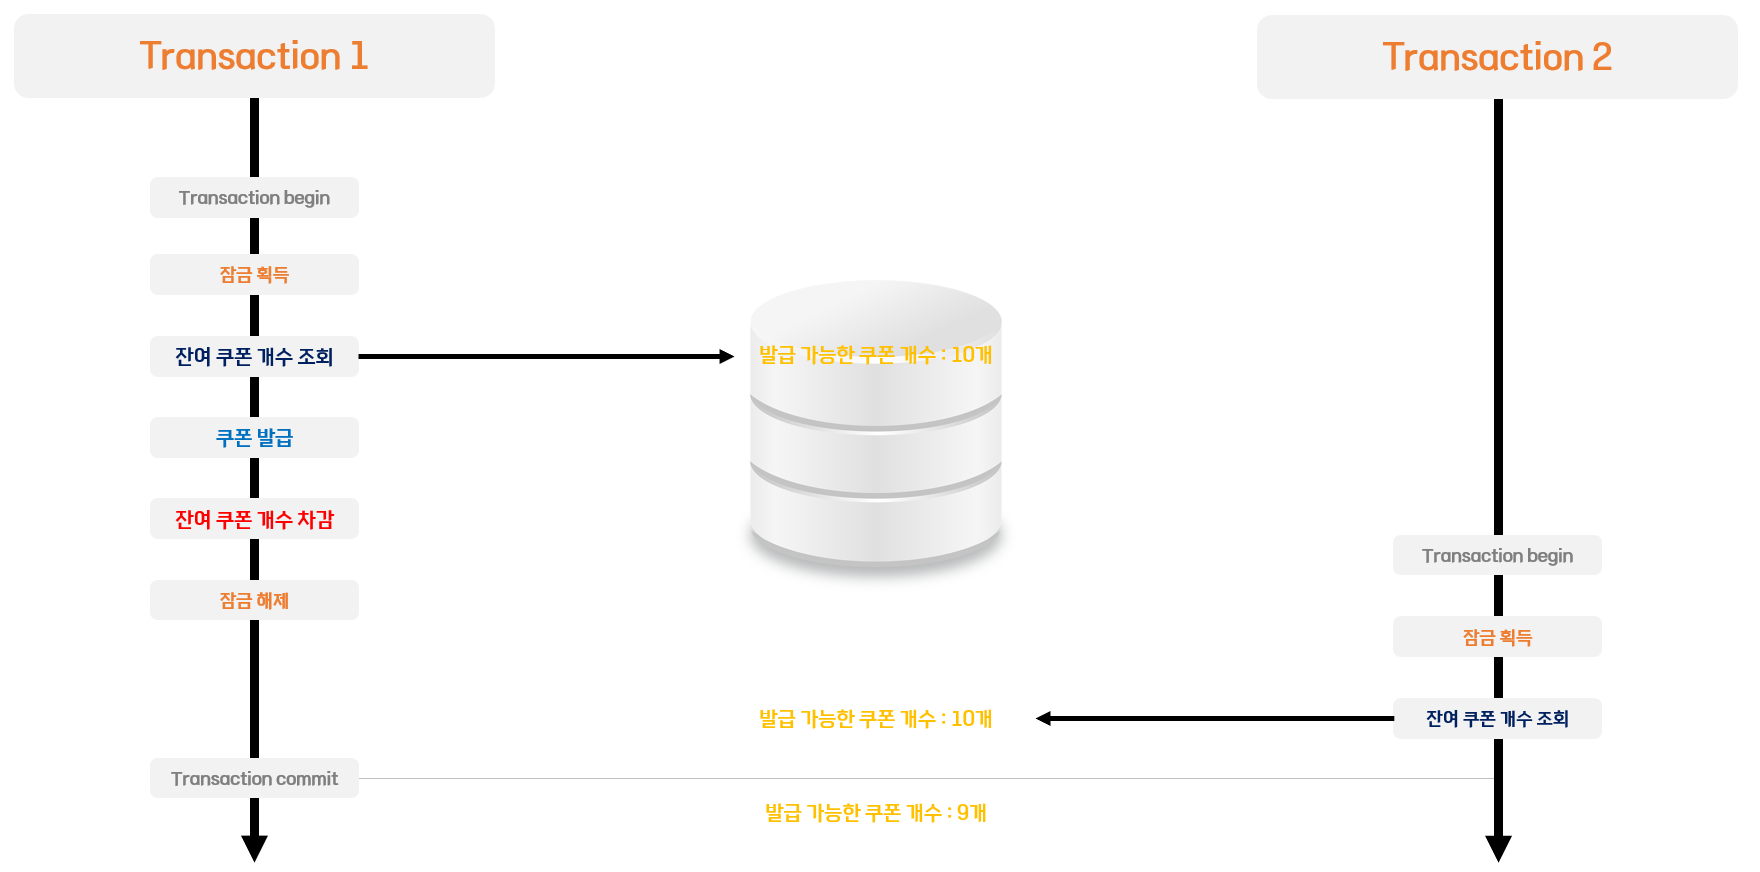 Transaction 1
Transaction 2
Transaction begin
잠금 획득
잔여 쿠폰 개수 조회
발급 가능한 쿠폰 개수 : 10개
쿠폰 발급
잔여 쿠폰 개수 차감
Transaction begin
잠금 해제
잠금 획득
발급 가능한 쿠폰 개수 : 10개
잔여 쿠폰 개수 조회
Transaction commit
발급 가능한 쿠폰 개수 : 9개